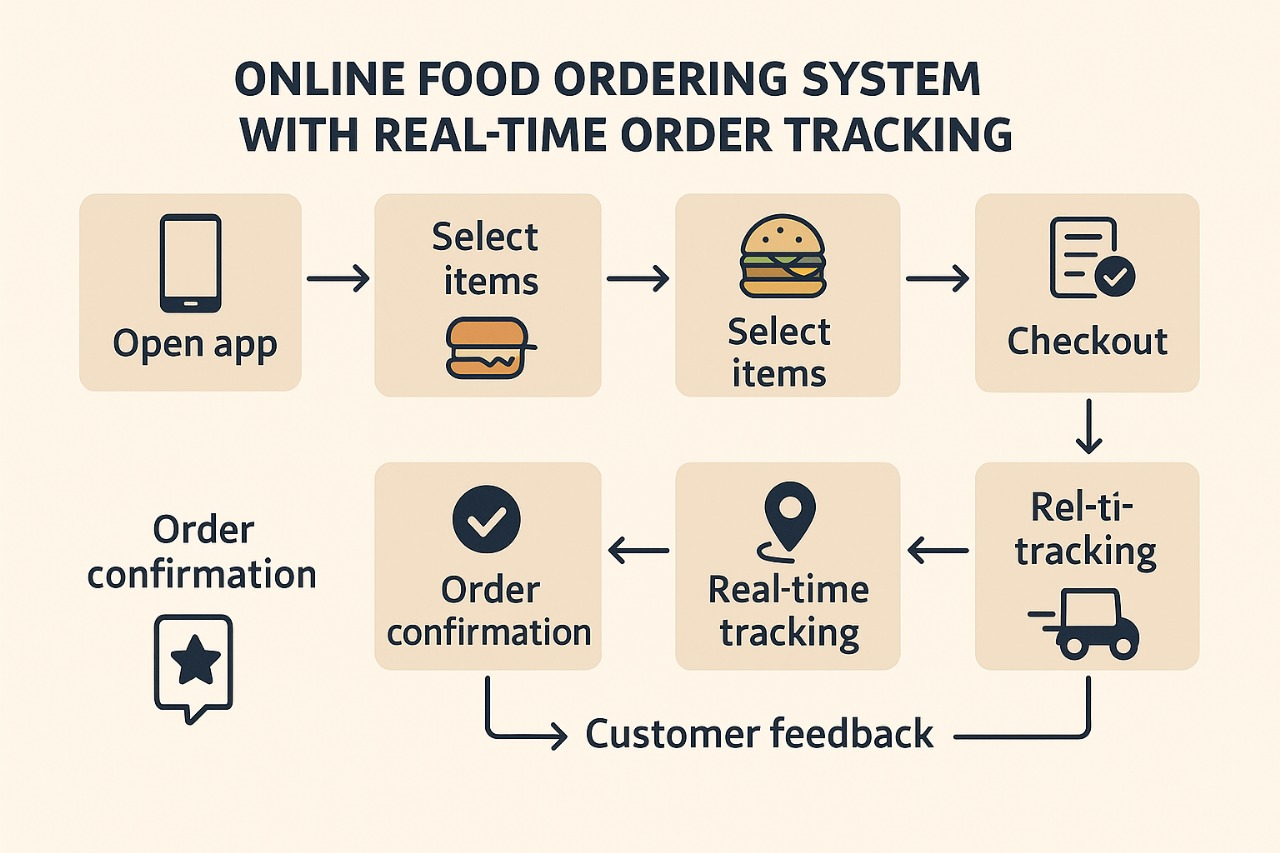 ONLINE FOOD ORDERING SYSTEM
WITH REAL-TIME ORDER TRACKING
Open app
Select
items
Select
items
Checkout
Order
confirmation
Order
confirmation
Real-time
tracking
Rel-ti-
tracking
Customer feedback